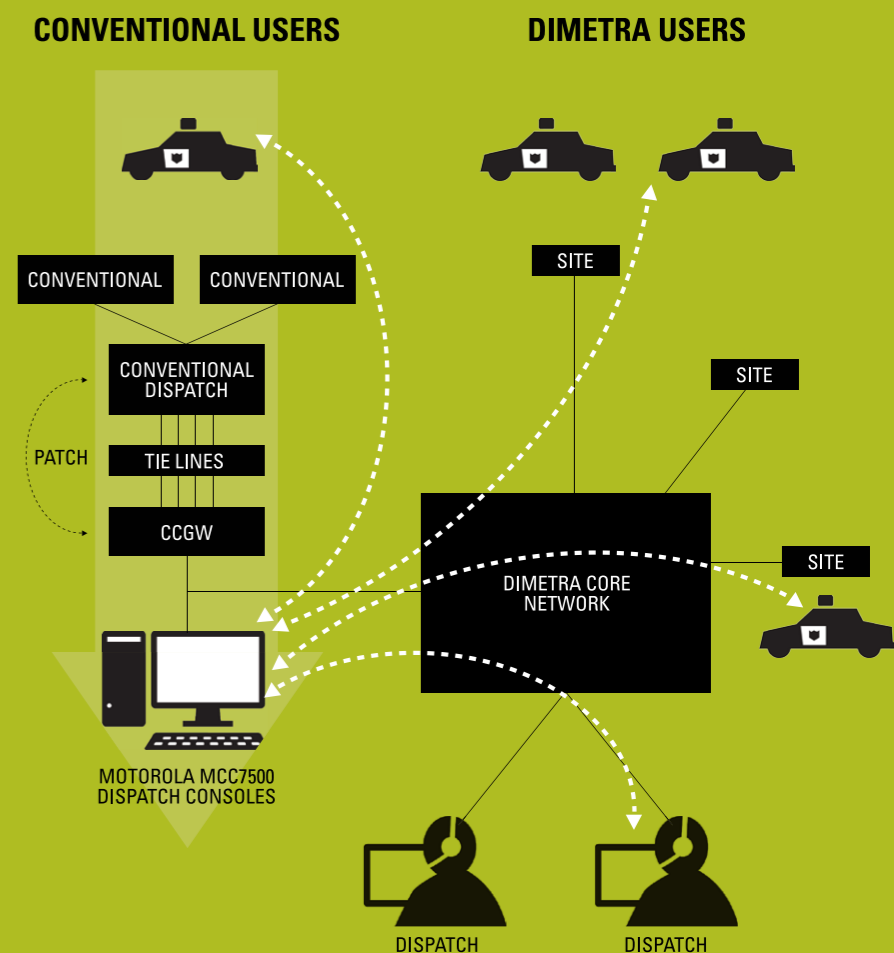 CONVENTIONAL USERS
DIMETRA USERS
SITE
CONVENTIONAL
CONVENTIONAL
CONVENTIONAL
DISPATCH
SITE
PATCH
TIE LINES
CCGW
SITE
DIMETRA CORE
NETWORK
MOTOROLA MCC7500
DISPATCH CONSOLES
DISPATCH
DISPATCH